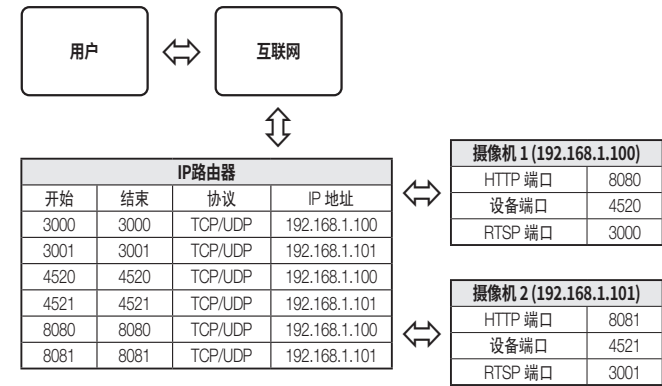 用户
互联网
IP路由器
开始 结束 协议 IP 地址
3000 3000 TCP/UDP 192.168.1.100
3001 3001 TCP/UDP 192.168.1.101
4520 4520 TCP/UDP 192.168.1.100
4521 4521 TCP/UDP 192.168.1.101
8080 8080 TCP/UDP 192.168.1.100
8081 8081 TCP/UDP 192.168.1.101
摄像机 1 (192.168.1.100)
HTTP 端口 8080
设备端口 4520
RTSP 端口 3000
摄像机 2 (192.168.1.101)
HTTP 端口 8081
设备端口 4521
RTSP 端口 3001